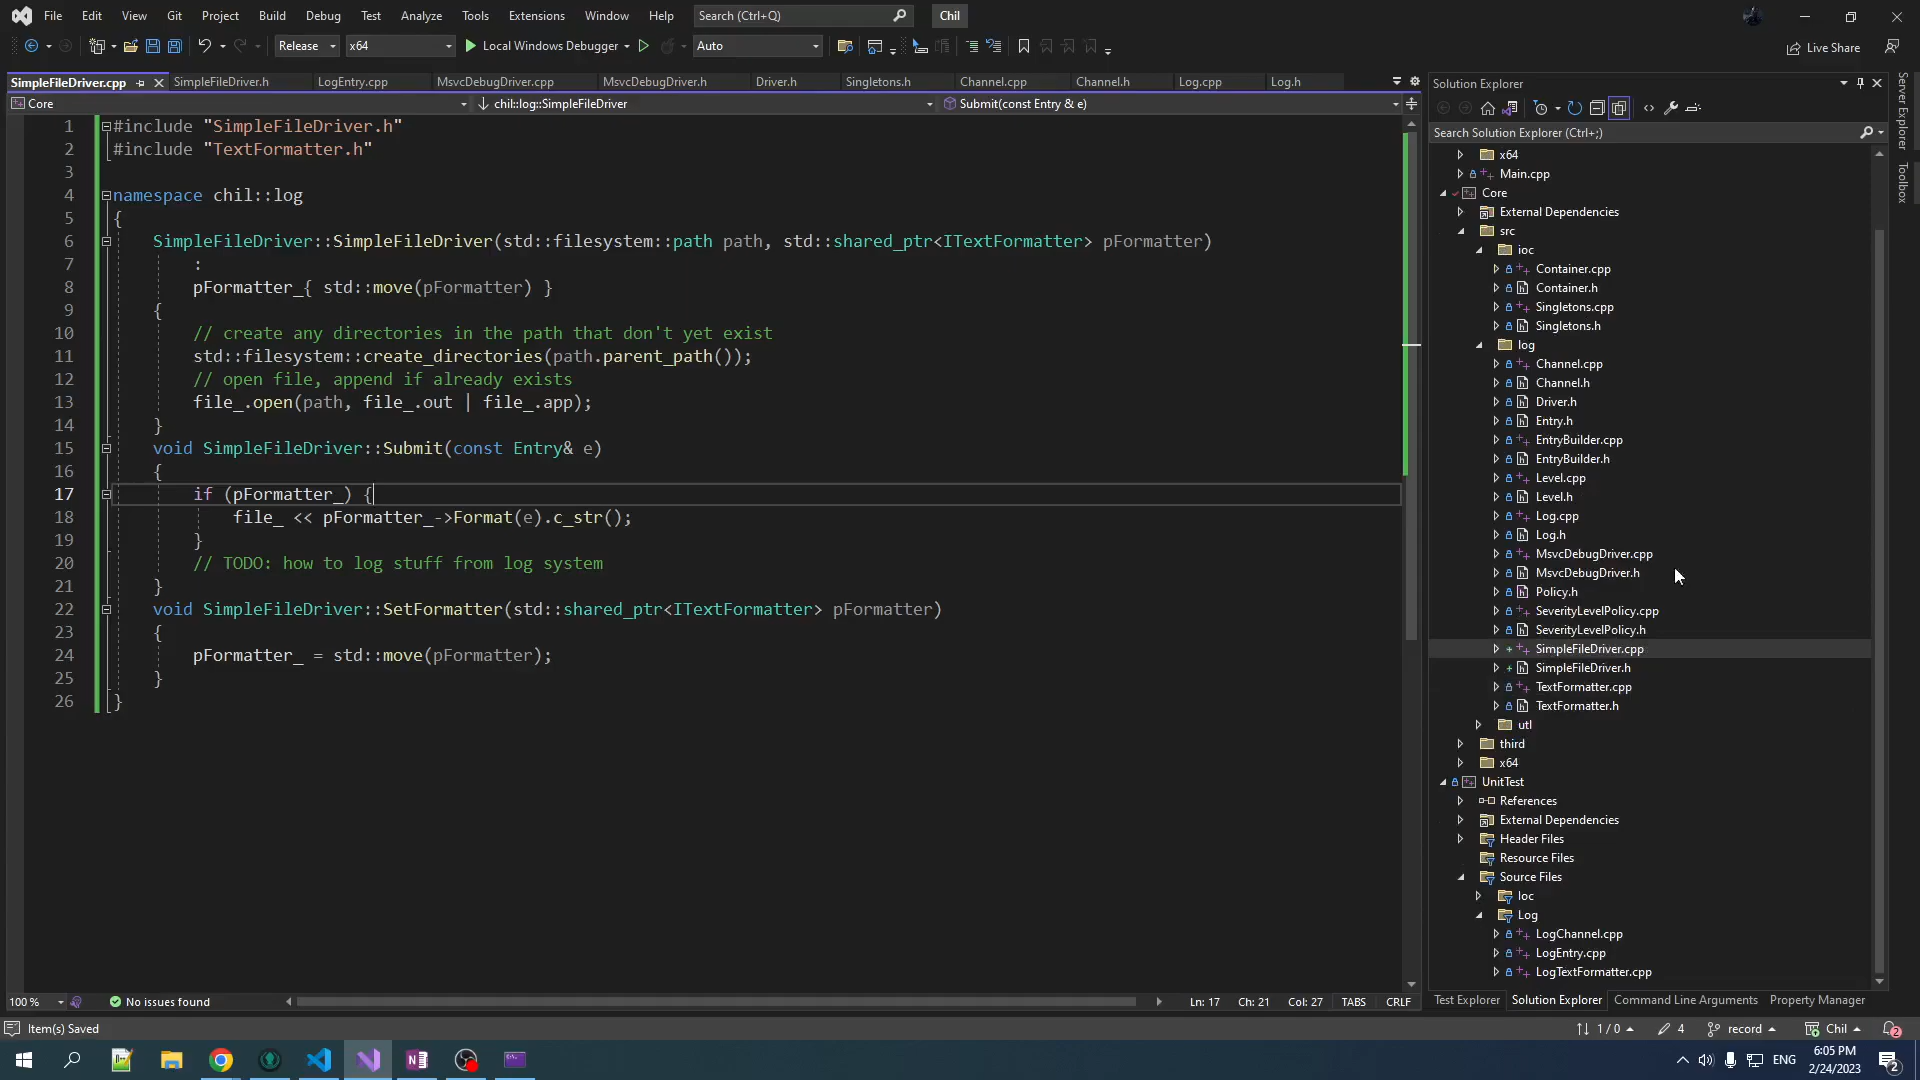 File Edit View Git Project Build Debug Test Analyze Tools Extensions Window Help Search (Ctrl+Q) Chil
Release x64 Local Windows Debugger Auto Live Share
SimpleFileDriver.cpp SimpleFileDriver.h LogEntry.cpp MsvcDebugDriver.cpp MsvcDebugDriver.h Driver.h Singletons.h Channel.cpp Channel.h Log.cpp Log.h
Core chil::log::SimpleFileDriver Submit(const Entry & e)
1 #include "SimpleFileDriver.h"
2 #include "TextFormatter.h"
3
4 namespace chil::log
5 {
6 SimpleFileDriver::SimpleFileDriver(std::filesystem::path path, std::shared_ptr<ITextFormatter> pFormatter)
7 :
8 pFormatter_{ std::move(pFormatter) }
9 {
10 // create any directories in the path that don't yet exist
11 std::filesystem::create_directories(path.parent_path());
12 // open file, append if already exists
13 file_.open(path, file_.out | file_.app);
14 }
15 void SimpleFileDriver::Submit(const Entry& e)
16 {
17 if (pFormatter_) {
18 file_ << pFormatter_->Format(e).c_str();
19 }
20 // TODO: how to log stuff from log system
21 }
22 void SimpleFileDriver::SetFormatter(std::shared_ptr<ITextFormatter> pFormatter)
23 {
24 pFormatter_ = std::move(pFormatter);
25 }
26 }
100 % No issues found Ln: 17 Ch: 21 Col: 27 TABS CRLF
Solution Explorer
Search Solution Explorer (Ctrl+;)
x64
Main.cpp
Core
External Dependencies
src
ioc
Container.cpp
Container.h
Singletons.cpp
Singletons.h
log
Channel.cpp
Channel.h
Driver.h
Entry.h
EntryBuilder.cpp
EntryBuilder.h
Level.cpp
Level.h
Log.cpp
Log.h
MsvcDebugDriver.cpp
MsvcDebugDriver.h
Policy.h
SeverityLevelPolicy.cpp
SeverityLevelPolicy.h
SimpleFileDriver.cpp
SimpleFileDriver.h
TextFormatter.cpp
TextFormatter.h
utl
third
x64
UnitTest
References
External Dependencies
Header Files
Resource Files
Source Files
Ioc
Log
LogChannel.cpp
LogEntry.cpp
LogTextFormatter.cpp
Test Explorer Solution Explorer Command Line Arguments Property Manager
Server Explorer
Toolbox
Item(s) Saved 1 / 0 4 record Chil 2
ENG 6:05 PM
2/24/2023 2